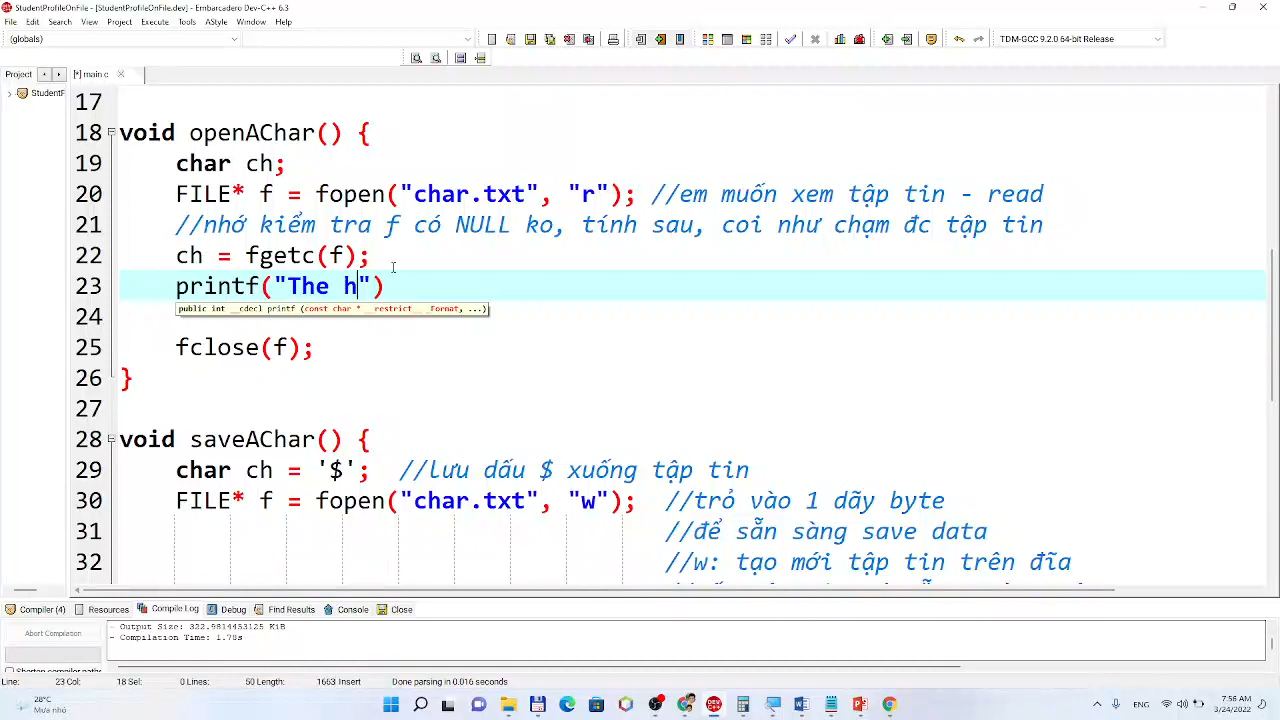 StudentProfileOnFile - [StudentProfileOnFile.dev] - Embarcadero Dev-C++ 6.3
File Edit Search View Project Execute Tools AStyle Window Help
(globals)
TDM-GCC 9.2.0 64-bit Release
Project
[*] main.c
StudentF
17
18 void openAChar() {
19 char ch;
20 FILE* f = fopen("char.txt", "r"); //em muốn xem tập tin - read
21 //nhớ kiểm tra f có NULL ko, tính sau, coi như chạm đc tập tin
22 ch = fgetc(f);
23 printf("The h")
public int __cdecl printf (const char * __restrict__ _Format, ...)
24
25 fclose(f);
26 }
27
28 void saveAChar() {
29 char ch = '$'; //lưu dấu $ xuống tập tin
30 FILE* f = fopen("char.txt", "w"); //trỏ vào 1 dãy byte
31 //để sẵn sàng save data
32 //w: tạo mới tập tin trên đĩa
Compiler (4) Resources Compile Log Debug Find Results Console Close
Abort Compilation
- Output Size: 322.9814453125 KiB
- Compilation Time: 1.78s
Shorten compiler paths
Line: 23 Col: 18 Sel: 0 Lines: 50 Length: 1663 Insert Done parsing in 0.016 seconds
28°C
Mưa nhỏ
ENG
7:56 AM
3/24/2022